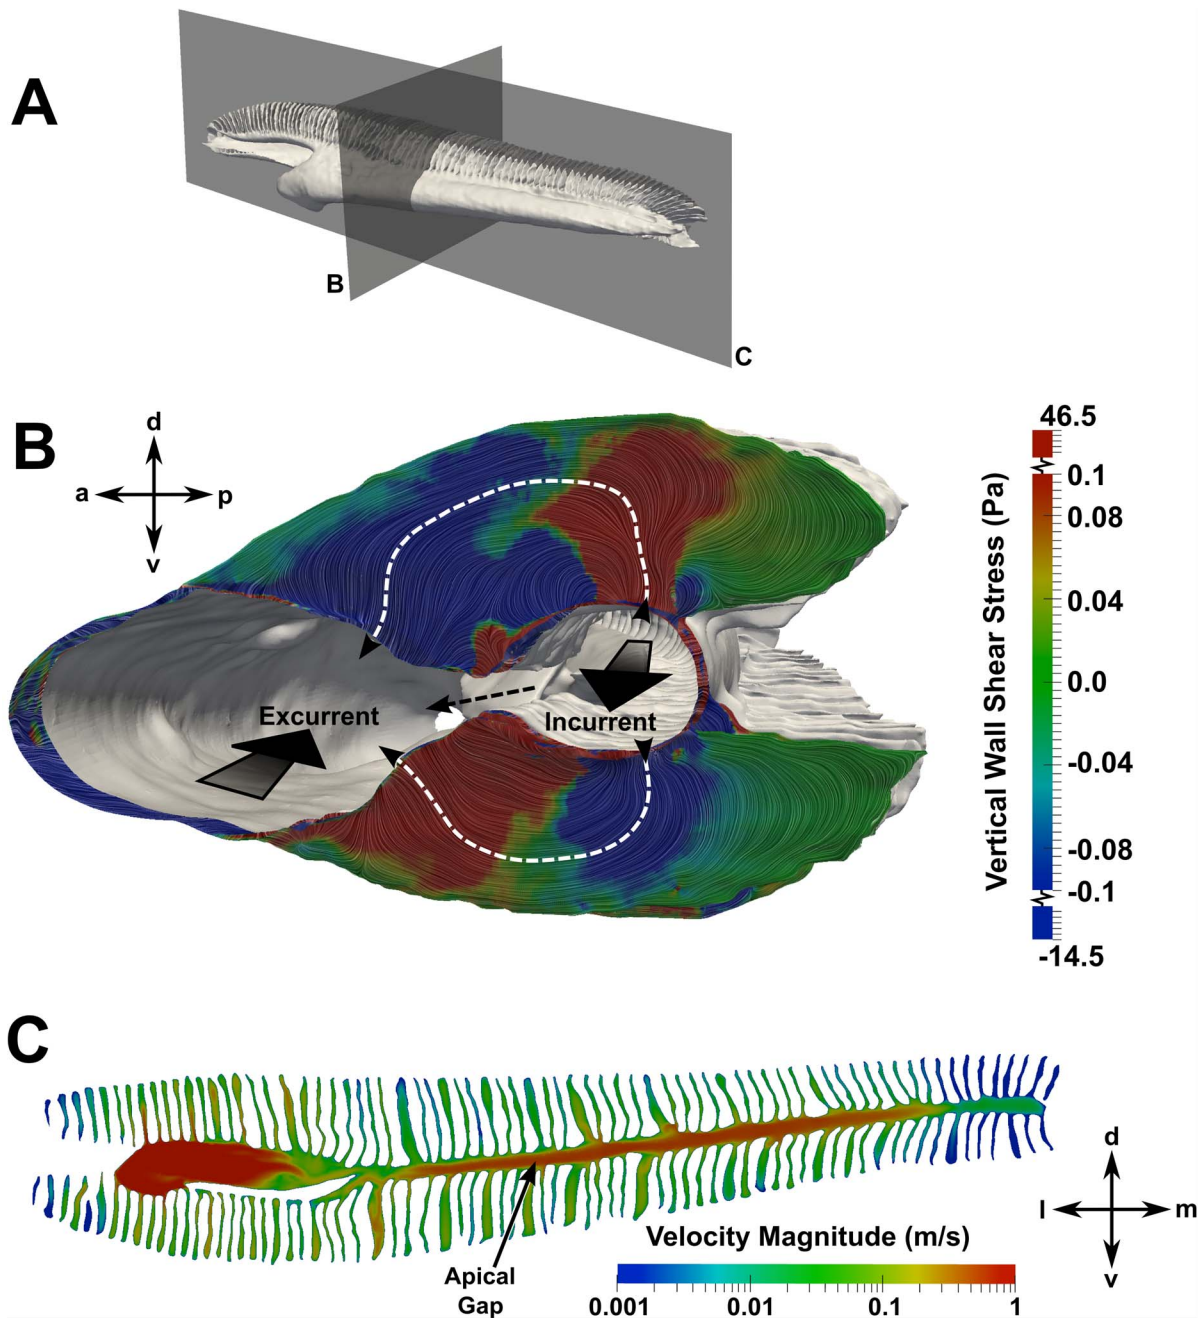 A
B
C
B
d
a
p
v
Excurrent
Incurrent
Vertical Wall Shear Stress (Pa)
46.5
0.1
0.08
0.04
0.0
-0.04
-0.08
-0.1
-14.5
C
Apical
Gap
Velocity Magnitude (m/s)
0.001
0.01
0.1
1
d
l
m
v